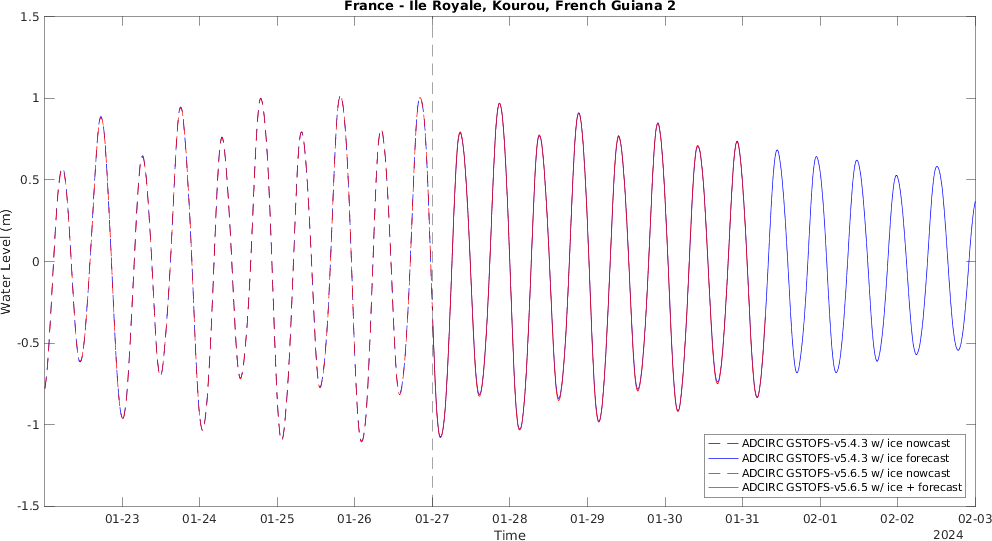 France - Ile Royale, Kourou, French Guiana 2
Water Level (m)
1.5
1
0.5
0
-0.5
-1
-1.5
01-23 01-24 01-25 01-26 01-27 01-28 01-29 01-30 01-31 02-01 02-02 02-03
Time
2024
ADCIRC GSTOFS-v5.4.3 w/ ice nowcast
ADCIRC GSTOFS-v5.4.3 w/ ice forecast
ADCIRC GSTOFS-v5.6.5 w/ ice nowcast
ADCIRC GSTOFS-v5.6.5 w/ ice + forecast